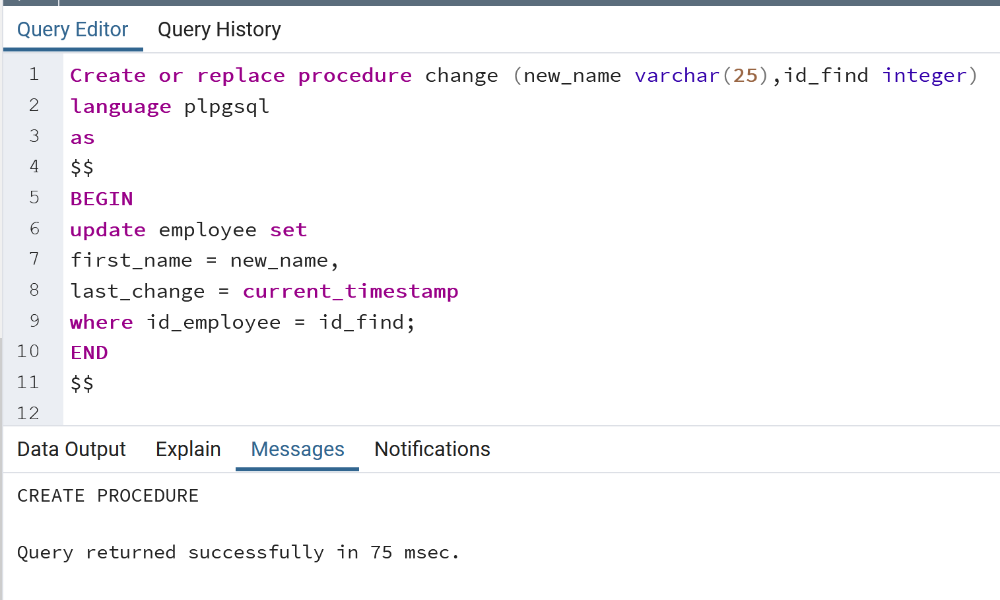 Query Editor Query History
1 Create or replace procedure change (new_name varchar(25),id_find integer)
2 language plpgsql
3 as
4 $$
5 BEGIN
6 update employee set
7 first_name = new_name,
8 last_change = current_timestamp
9 where id_employee = id_find;
10 END
11 $$
12
Data Output Explain Messages Notifications
CREATE PROCEDURE
Query returned successfully in 75 msec.